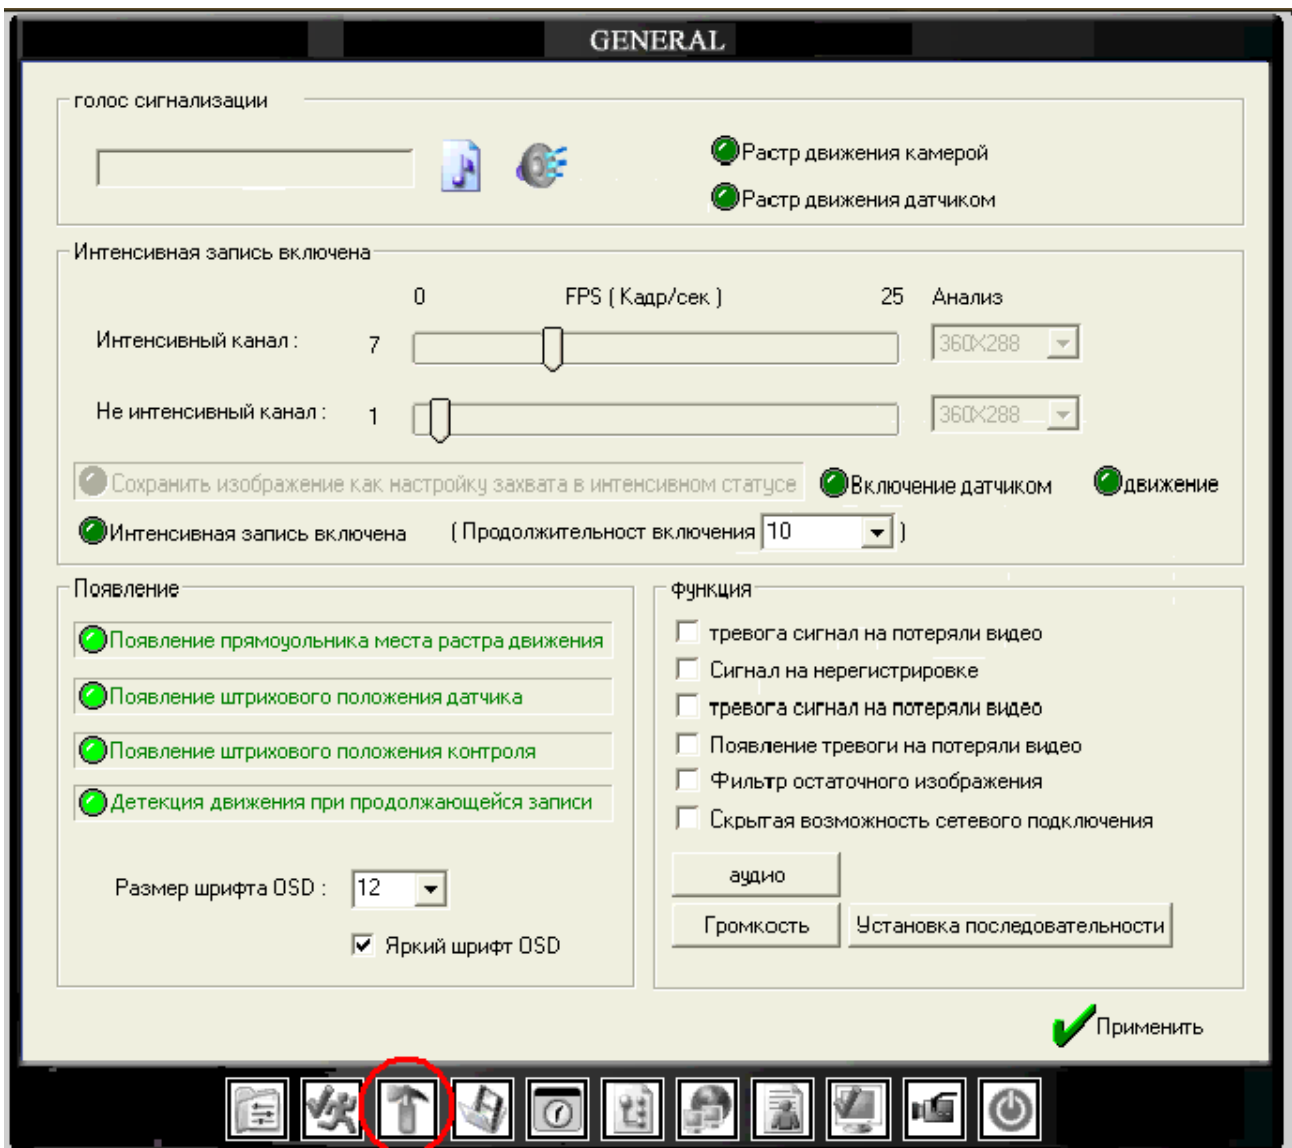 GENERAL
голос сигнализации
Растр движения камерой
Растр движения датчиком
Интенсивная запись включена
0 FPS ( Кадр/сек ) 25 Анализ
Интенсивный канал : 7 360X288
Не интенсивный канал : 1 360X288
Сохранить изображение как настройку захвата в интенсивном статусе Включение датчиком движение
Интенсивная запись включена ( Продолжительност включения 10 )
Появление
Появление прямоуольника места растра движения
Появление штрихового положения датчика
Появление штрихового положения контроля
Детекция движения при продолжающейся записи
Размер шрифта OSD : 12
Яркий шрифт OSD
функция
тревога сигнал на потеряли видео
Сигнал на нерегистрировке
тревога сигнал на потеряли видео
Появление тревоги на потеряли видео
Фильтр остаточного изображения
Скрытая возможность сетевого подключения
аудио
Громкость Установка последовательности
Применить